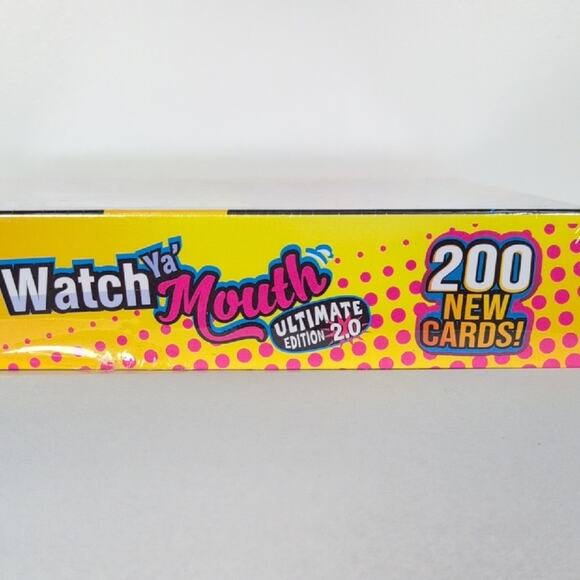 Watch Ya' Mouth
ULTIMATE
EDITION 2.0
200
NEW
CARDS!